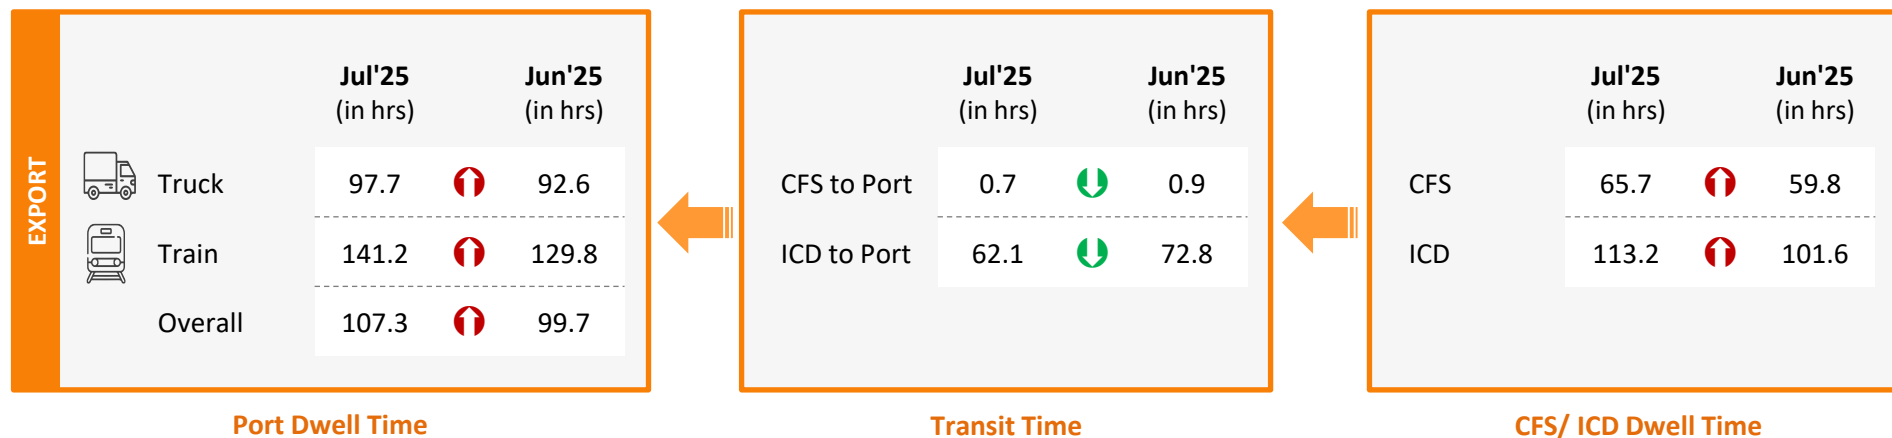 EXPORT
Jul'25 Jun'25
(in hrs) (in hrs)
Truck 97.7 92.6
Train 141.2 129.8
Overall 107.3 99.7
Port Dwell Time
Jul'25 Jun'25
(in hrs) (in hrs)
CFS to Port 0.7 0.9
ICD to Port 62.1 72.8
Transit Time
Jul'25 Jun'25
(in hrs) (in hrs)
CFS 65.7 59.8
ICD 113.2 101.6
CFS/ ICD Dwell Time